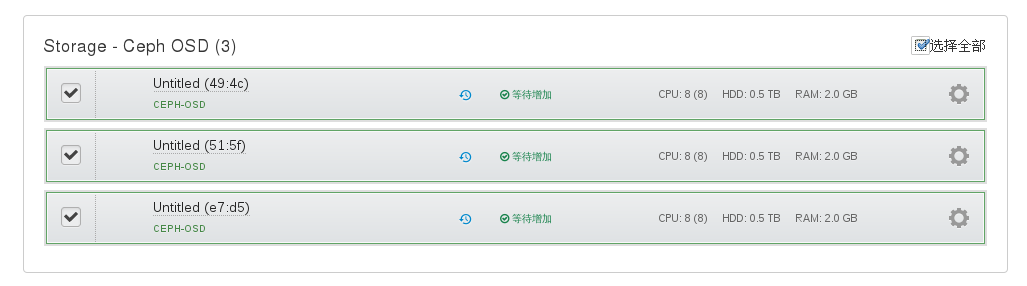 Storage - Ceph OSD (3) 选择全部
Untitled (49:4c)
CEPH-OSD
等待增加 CPU: 8 (8) HDD: 0.5 TB RAM: 2.0 GB
Untitled (51:5f)
CEPH-OSD
等待增加 CPU: 8 (8) HDD: 0.5 TB RAM: 2.0 GB
Untitled (e7:d5)
CEPH-OSD
等待增加 CPU: 8 (8) HDD: 0.5 TB RAM: 2.0 GB